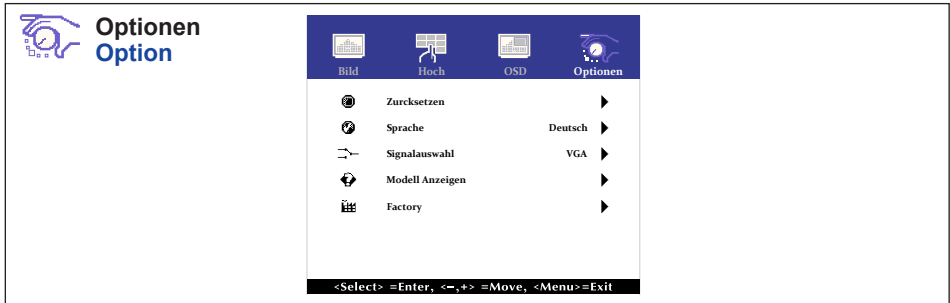 Optionen
Option
Bild Hoch OSD Optionen
Zurcksetzen
Sprache Deutsch
Signalauswahl VGA
Modell Anzeigen
Factory
<Select> =Enter, <–,+> =Move, <Menu>=Exit